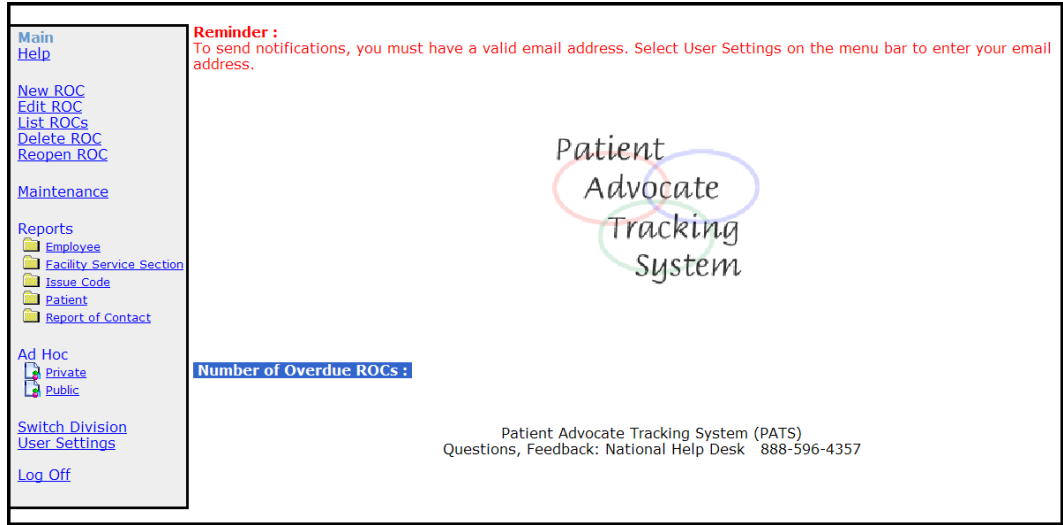 Main
Help
New ROC
Edit ROC
List ROCs
Delete ROC
Reopen ROC
Maintenance
Reports
Employee
Facility Service Section
Issue Code
Patient
Report of Contact
Ad Hoc
Private
Public
Switch Division
User Settings
Log Off
Reminder :
To send notifications, you must have a valid email address. Select User Settings on the menu bar to enter your email
address.
Patient
Advocate
Tracking
System
Number of Overdue ROCs :
Patient Advocate Tracking System (PATS)
Questions, Feedback: National Help Desk 888-596-4357